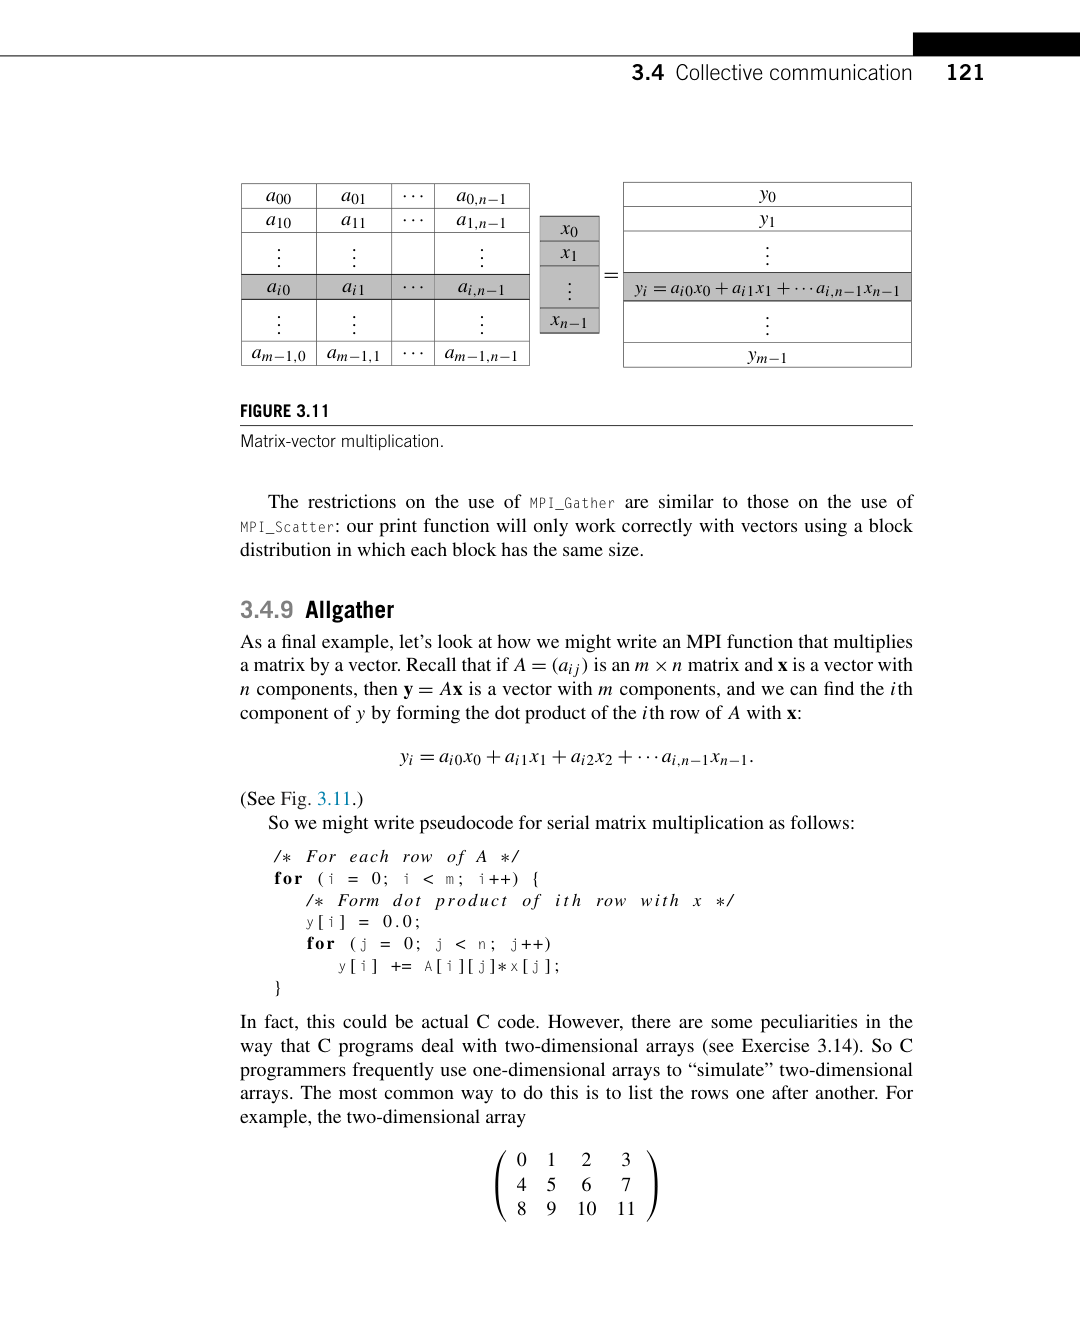 3.4 Collective communication 121
a00 a01 ··· a0,n−1
a10 a11 ··· a1,n−1
⋮ ⋮ ⋮
ai0 ai1 ··· ai,n−1
⋮ ⋮ ⋮
am−1,0 am−1,1 ··· am−1,n−1
x0
x1
⋮
xn−1
=
y0
y1
⋮
yi = ai0x0 + ai1x1 + ··· ai,n−1xn−1
⋮
ym−1
FIGURE 3.11
Matrix-vector multiplication.
The restrictions on the use of MPI_Gather are similar to those on the use of
MPI_Scatter: our print function will only work correctly with vectors using a block
distribution in which each block has the same size.
3.4.9 Allgather
As a final example, let’s look at how we might write an MPI function that multiplies
a matrix by a vector. Recall that if A = (aij) is an m × n matrix and x is a vector with
n components, then y = Ax is a vector with m components, and we can find the ith
component of y by forming the dot product of the ith row of A with x:
yi = ai0x0 + ai1x1 + ai2x2 + ··· ai,n−1xn−1.
(See Fig. 3.11.)
So we might write pseudocode for serial matrix multiplication as follows:
/* For each row of A */
for (i = 0; i < m; i++) {
/* Form dot product of ith row with x */
y[i] = 0.0;
for (j = 0; j < n; j++)
y[i] += A[i][j]*x[j];
}
In fact, this could be actual C code. However, there are some peculiarities in the
way that C programs deal with two-dimensional arrays (see Exercise 3.14). So C
programmers frequently use one-dimensional arrays to “simulate” two-dimensional
arrays. The most common way to do this is to list the rows one after another. For
example, the two-dimensional array
0 1 2 3
4 5 6 7
8 9 10 11